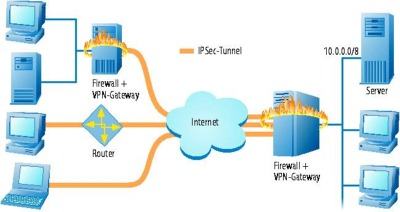 IPSec-Tunnel
10.0.0.0/8
Server
Firewall +
VPN-Gateway
Internet
Router
Firewall +
VPN-Gateway